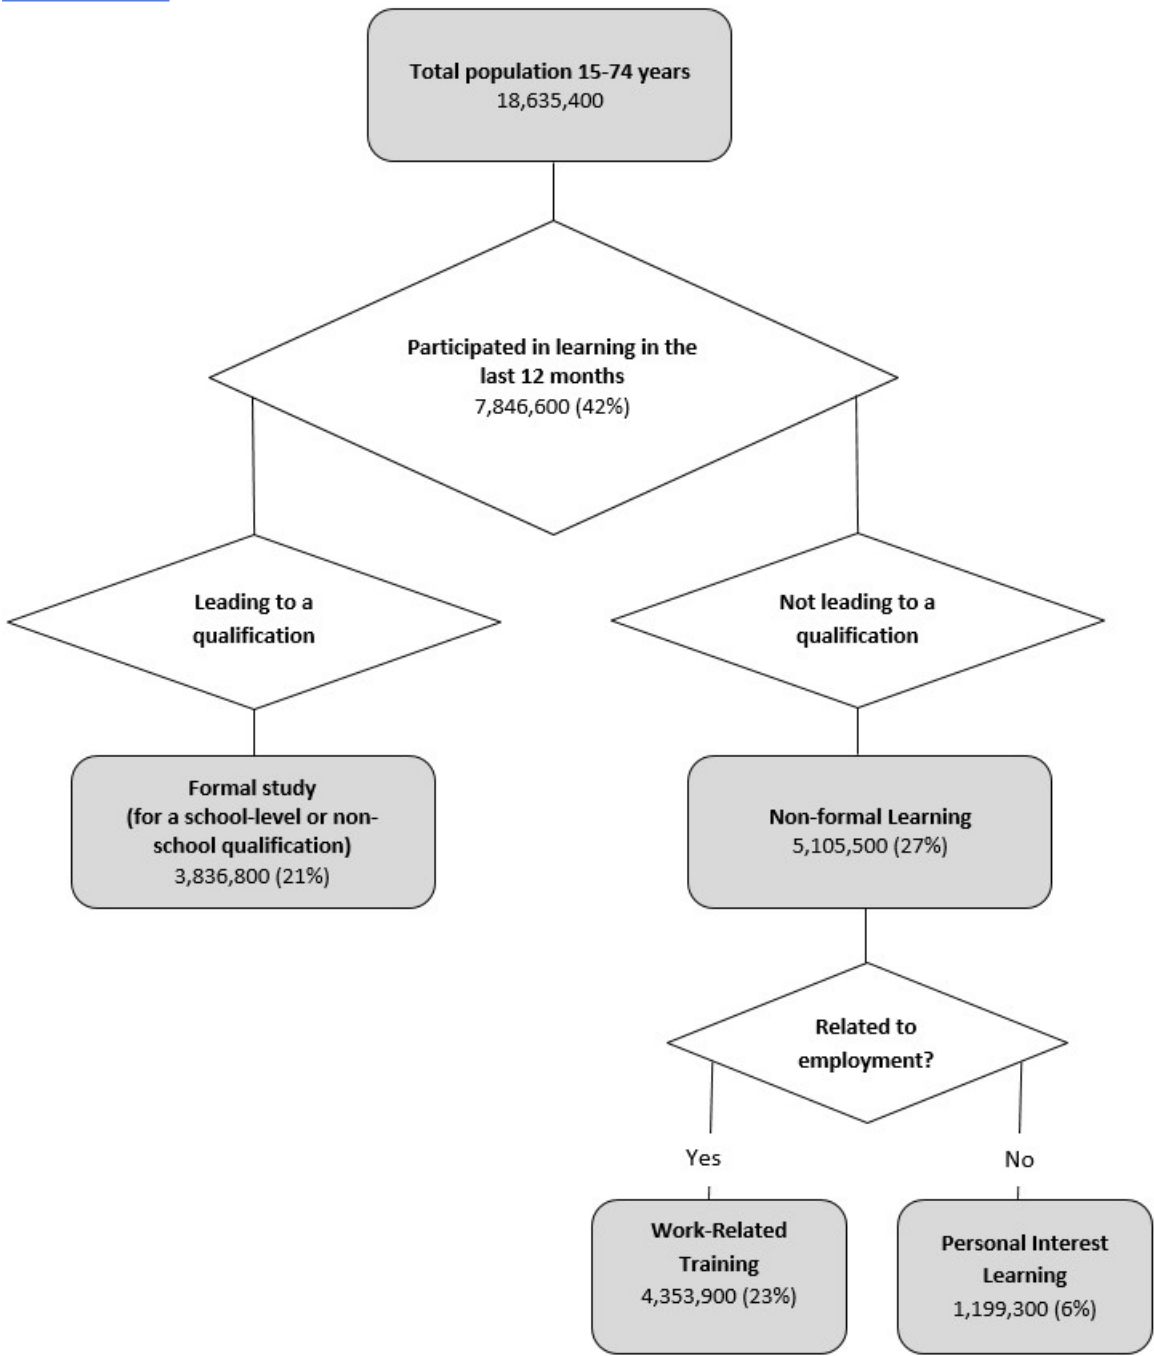 Total population 15-74 years
18,635,400
Participated in learning in the
last 12 months
7,846,600 (42%)
Leading to a
qualification
Not leading to a
qualification
Formal study
(for a school-level or non-
school qualification)
3,836,800 (21%)
Non-formal Learning
5,105,500 (27%)
Related to
employment?
Yes
No
Work-Related
Training
4,353,900 (23%)
Personal Interest
Learning
1,199,300 (6%)